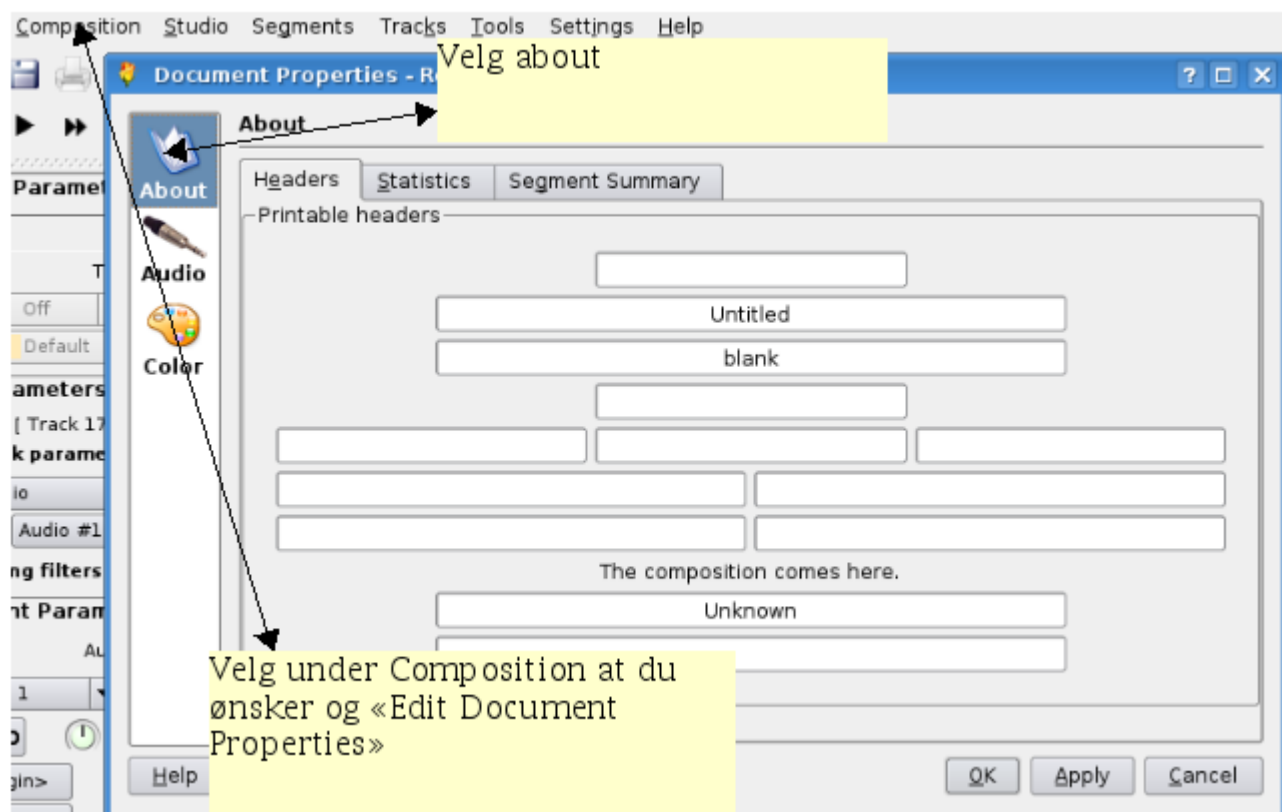 Composition Studio Segments Tracks Tools Settings Help
Velg about
Document Properties - R
About
About
Audio
Color
Headers Statistics Segment Summary
Printable headers
Untitled
blank
The composition comes here.
Unknown
Paramet
T
Off
Default
ameters
[ Track 17
k parame
io
Audio #1
ng filters
nt Param
Au
1
gin>
Velg under Composition at du
ønsker og «Edit Document
Properties»
Help OK Apply Cancel